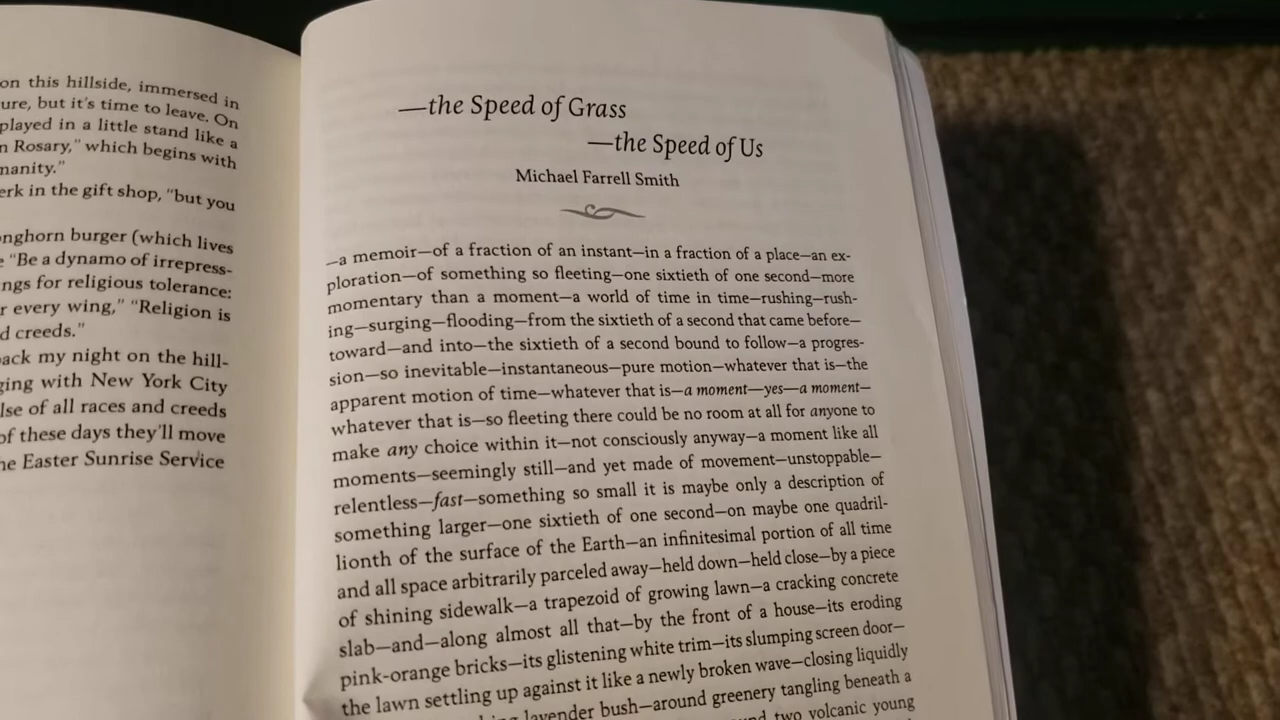 on this hillside, immersed in
ure, but it's time to leave. On
played in a little stand like a
n Rosary," which begins with
manity."
erk in the gift shop, "but you
onghorn burger (which lives
"Be a dynamo of irrepress-
ngs for religious tolerance:
r every wing," "Religion is
d creeds."
ack my night on the hill-
ging with New York City
lse of all races and creeds
of these days they'll move
he Easter Sunrise Service
—the Speed of Grass
—the Speed of Us
Michael Farrell Smith
—a memoir—of a fraction of an instant—in a fraction of a place—an ex-
ploration—of something so fleeting—one sixtieth of one second—more
momentary than a moment—a world of time in time—rushing—rush-
ing—surging—flooding—from the sixtieth of a second that came before—
toward—and into—the sixtieth of a second bound to follow—a progres-
sion—so inevitable—instantaneous—pure motion—whatever that is—the
apparent motion of time—whatever that is—a moment—yes—a moment—
whatever that is—so fleeting there could be no room at all for anyone to
make any choice within it—not consciously anyway—a moment like all
moments—seemingly still—and yet made of movement—unstoppable—
relentless—fast—something so small it is maybe only a description of
something larger—one sixtieth of one second—on maybe one quadril-
lionth of the surface of the Earth—an infinitesimal portion of all time
and all space arbitrarily parceled away—held down—held close—by a piece
of shining sidewalk—a trapezoid of growing lawn—a cracking concrete
slab—and—along almost all that—by the front of a house—its eroding
pink-orange bricks—its glistening white trim—its slumping screen door—
the lawn settling up against it like a newly broken wave—closing liquidly
lavender bush—around greenery tangling beneath a
two volcanic young